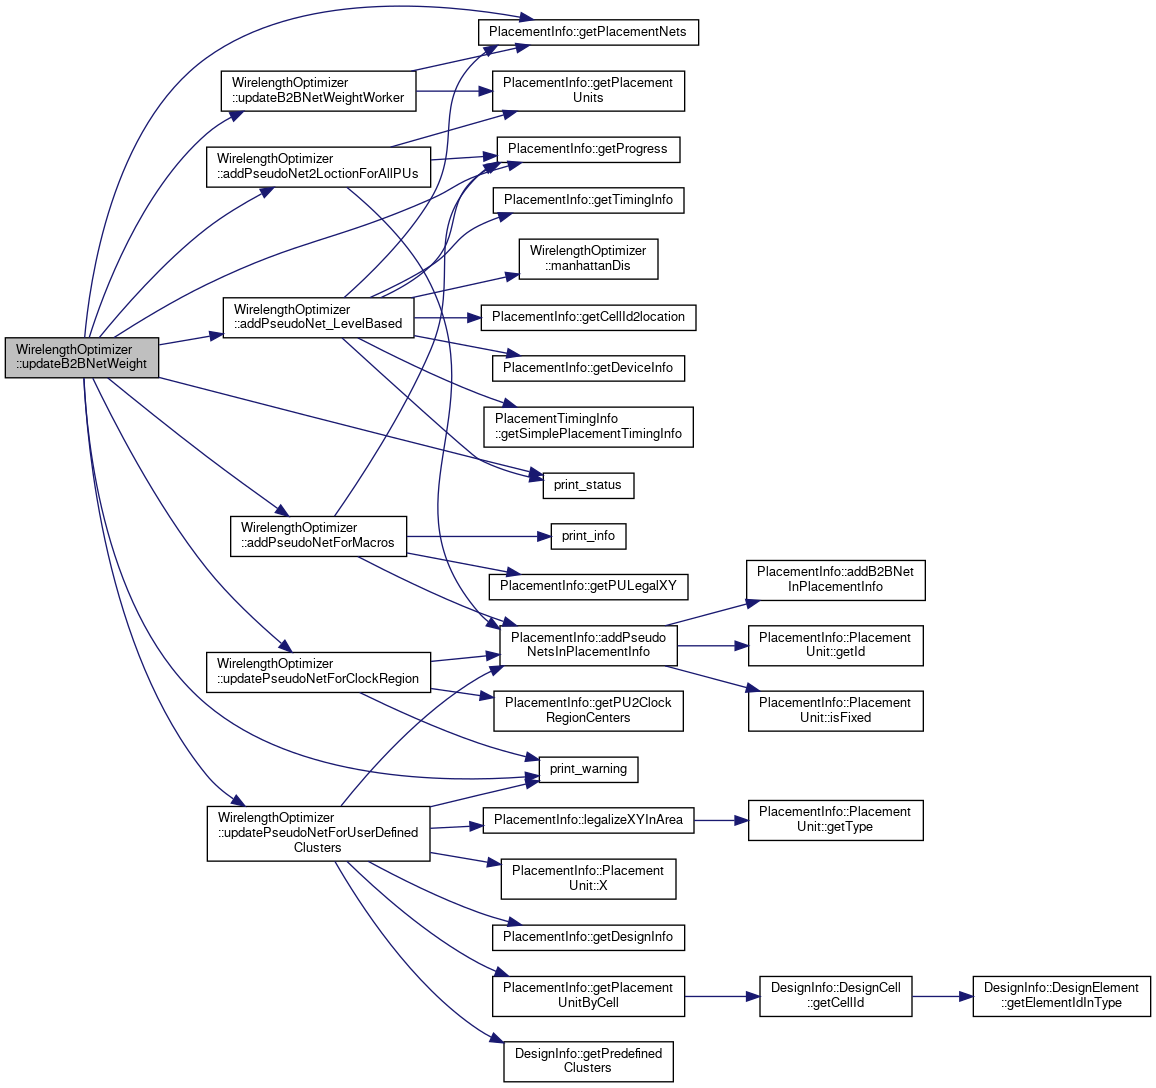 WirelengthOptimizer
::updateB2BNetWeight
PlacementInfo::getPlacementNets
WirelengthOptimizer
::updateB2BNetWeightWorker
PlacementInfo::getPlacement
Units
WirelengthOptimizer
::addPseudoNet2LoctionForAllPUs
PlacementInfo::getProgress
PlacementInfo::getTimingInfo
WirelengthOptimizer
::manhattanDis
WirelengthOptimizer
::addPseudoNet_LevelBased
PlacementInfo::getCellId2location
PlacementInfo::getDeviceInfo
PlacementTimingInfo
::getSimplePlacementTimingInfo
print_status
WirelengthOptimizer
::addPseudoNetForMacros
print_info
PlacementInfo::getPULegalXY
PlacementInfo::addPseudo
NetsInPlacementInfo
PlacementInfo::addB2BNet
InPlacementInfo
PlacementInfo::Placement
Unit::getId
PlacementInfo::Placement
Unit::isFixed
WirelengthOptimizer
::updatePseudoNetForClockRegion
PlacementInfo::getPU2Clock
RegionCenters
print_warning
WirelengthOptimizer
::updatePseudoNetForUserDefined
Clusters
PlacementInfo::legalizeXYInArea
PlacementInfo::Placement
Unit::getType
PlacementInfo::Placement
Unit::X
PlacementInfo::getDesignInfo
PlacementInfo::getPlacement
UnitByCell
DesignInfo::DesignCell
::getCellId
DesignInfo::DesignElement
::getElementIdInType
DesignInfo::getPredefined
Clusters